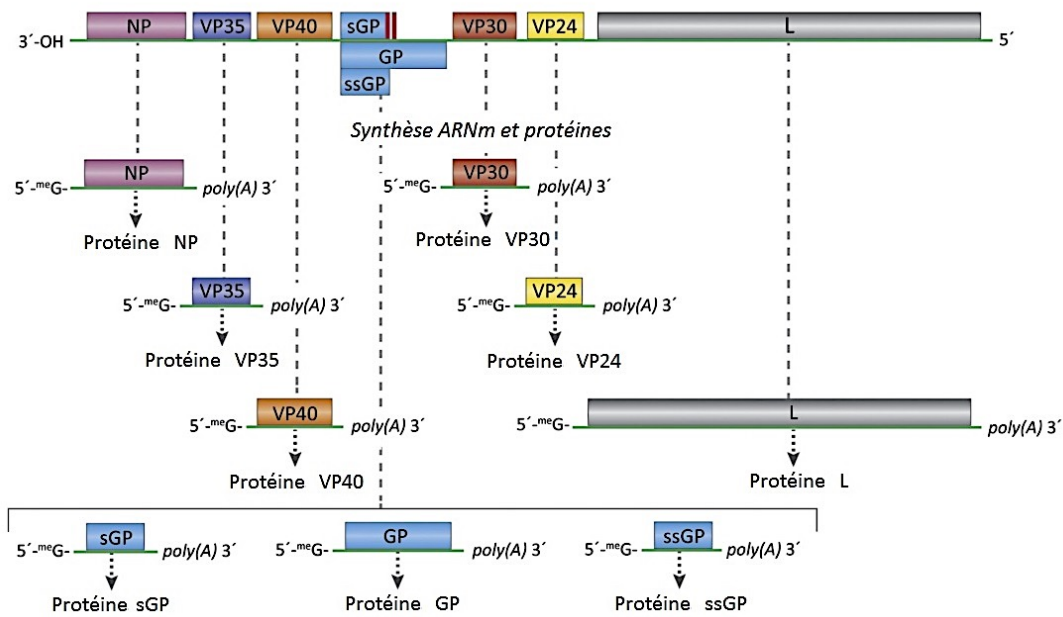 NP VP35 VP40 sGP VP30 VP24 L
3´-OH 5´
GP
ssGP
Synthèse ARNm et protéines
NP VP30
5´-meG- poly(A) 3´ 5´-meG- poly(A) 3´
Protéine NP Protéine VP30
VP35 VP24
5´-meG- poly(A) 3´ 5´-meG- poly(A) 3´
Protéine VP35 Protéine VP24
VP40 L
5´-meG- poly(A) 3´ 5´-meG- poly(A) 3´
Protéine VP40 Protéine L
sGP GP ssGP
5´-meG- poly(A) 3´ 5´-meG- poly(A) 3´ 5´-meG- poly(A) 3´
Protéine sGP Protéine GP Protéine ssGP